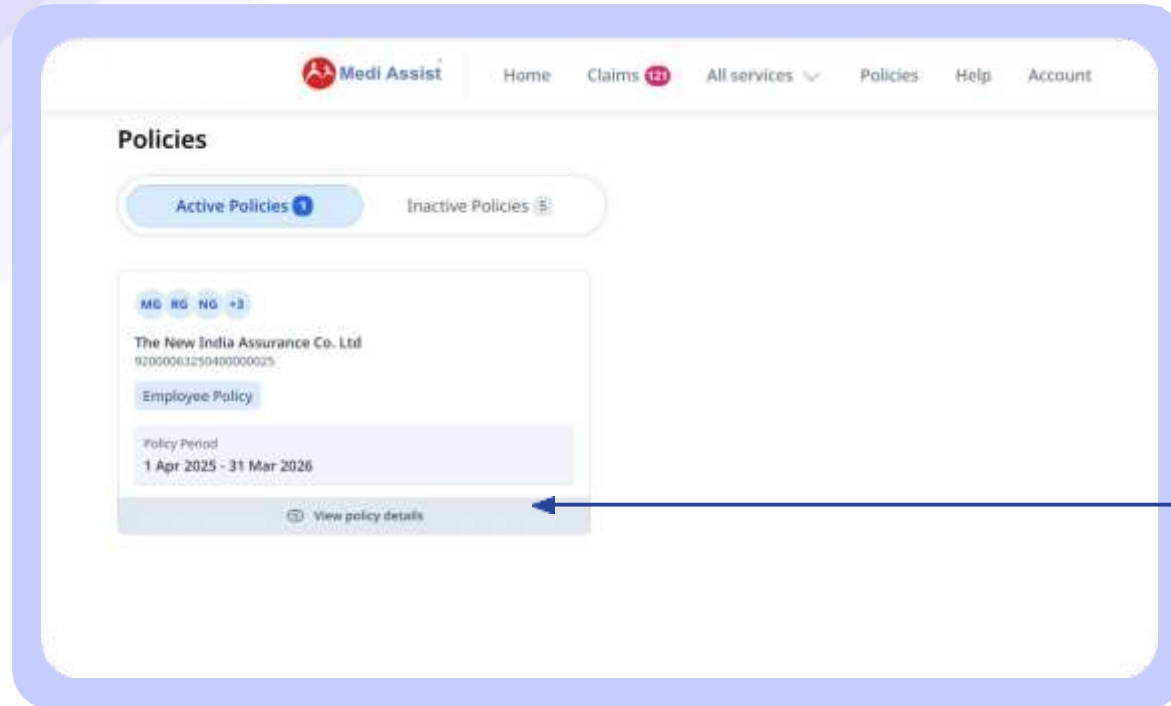 Medi Assist Home Claims 121 All services Policies Help Account
Policies
Active Policies 1 Inactive Policies 5
MG RG NG +3
The New India Assurance Co. Ltd
92000063250400000025
Employee Policy
Policy Period
1 Apr 2025 - 31 Mar 2026
View policy details